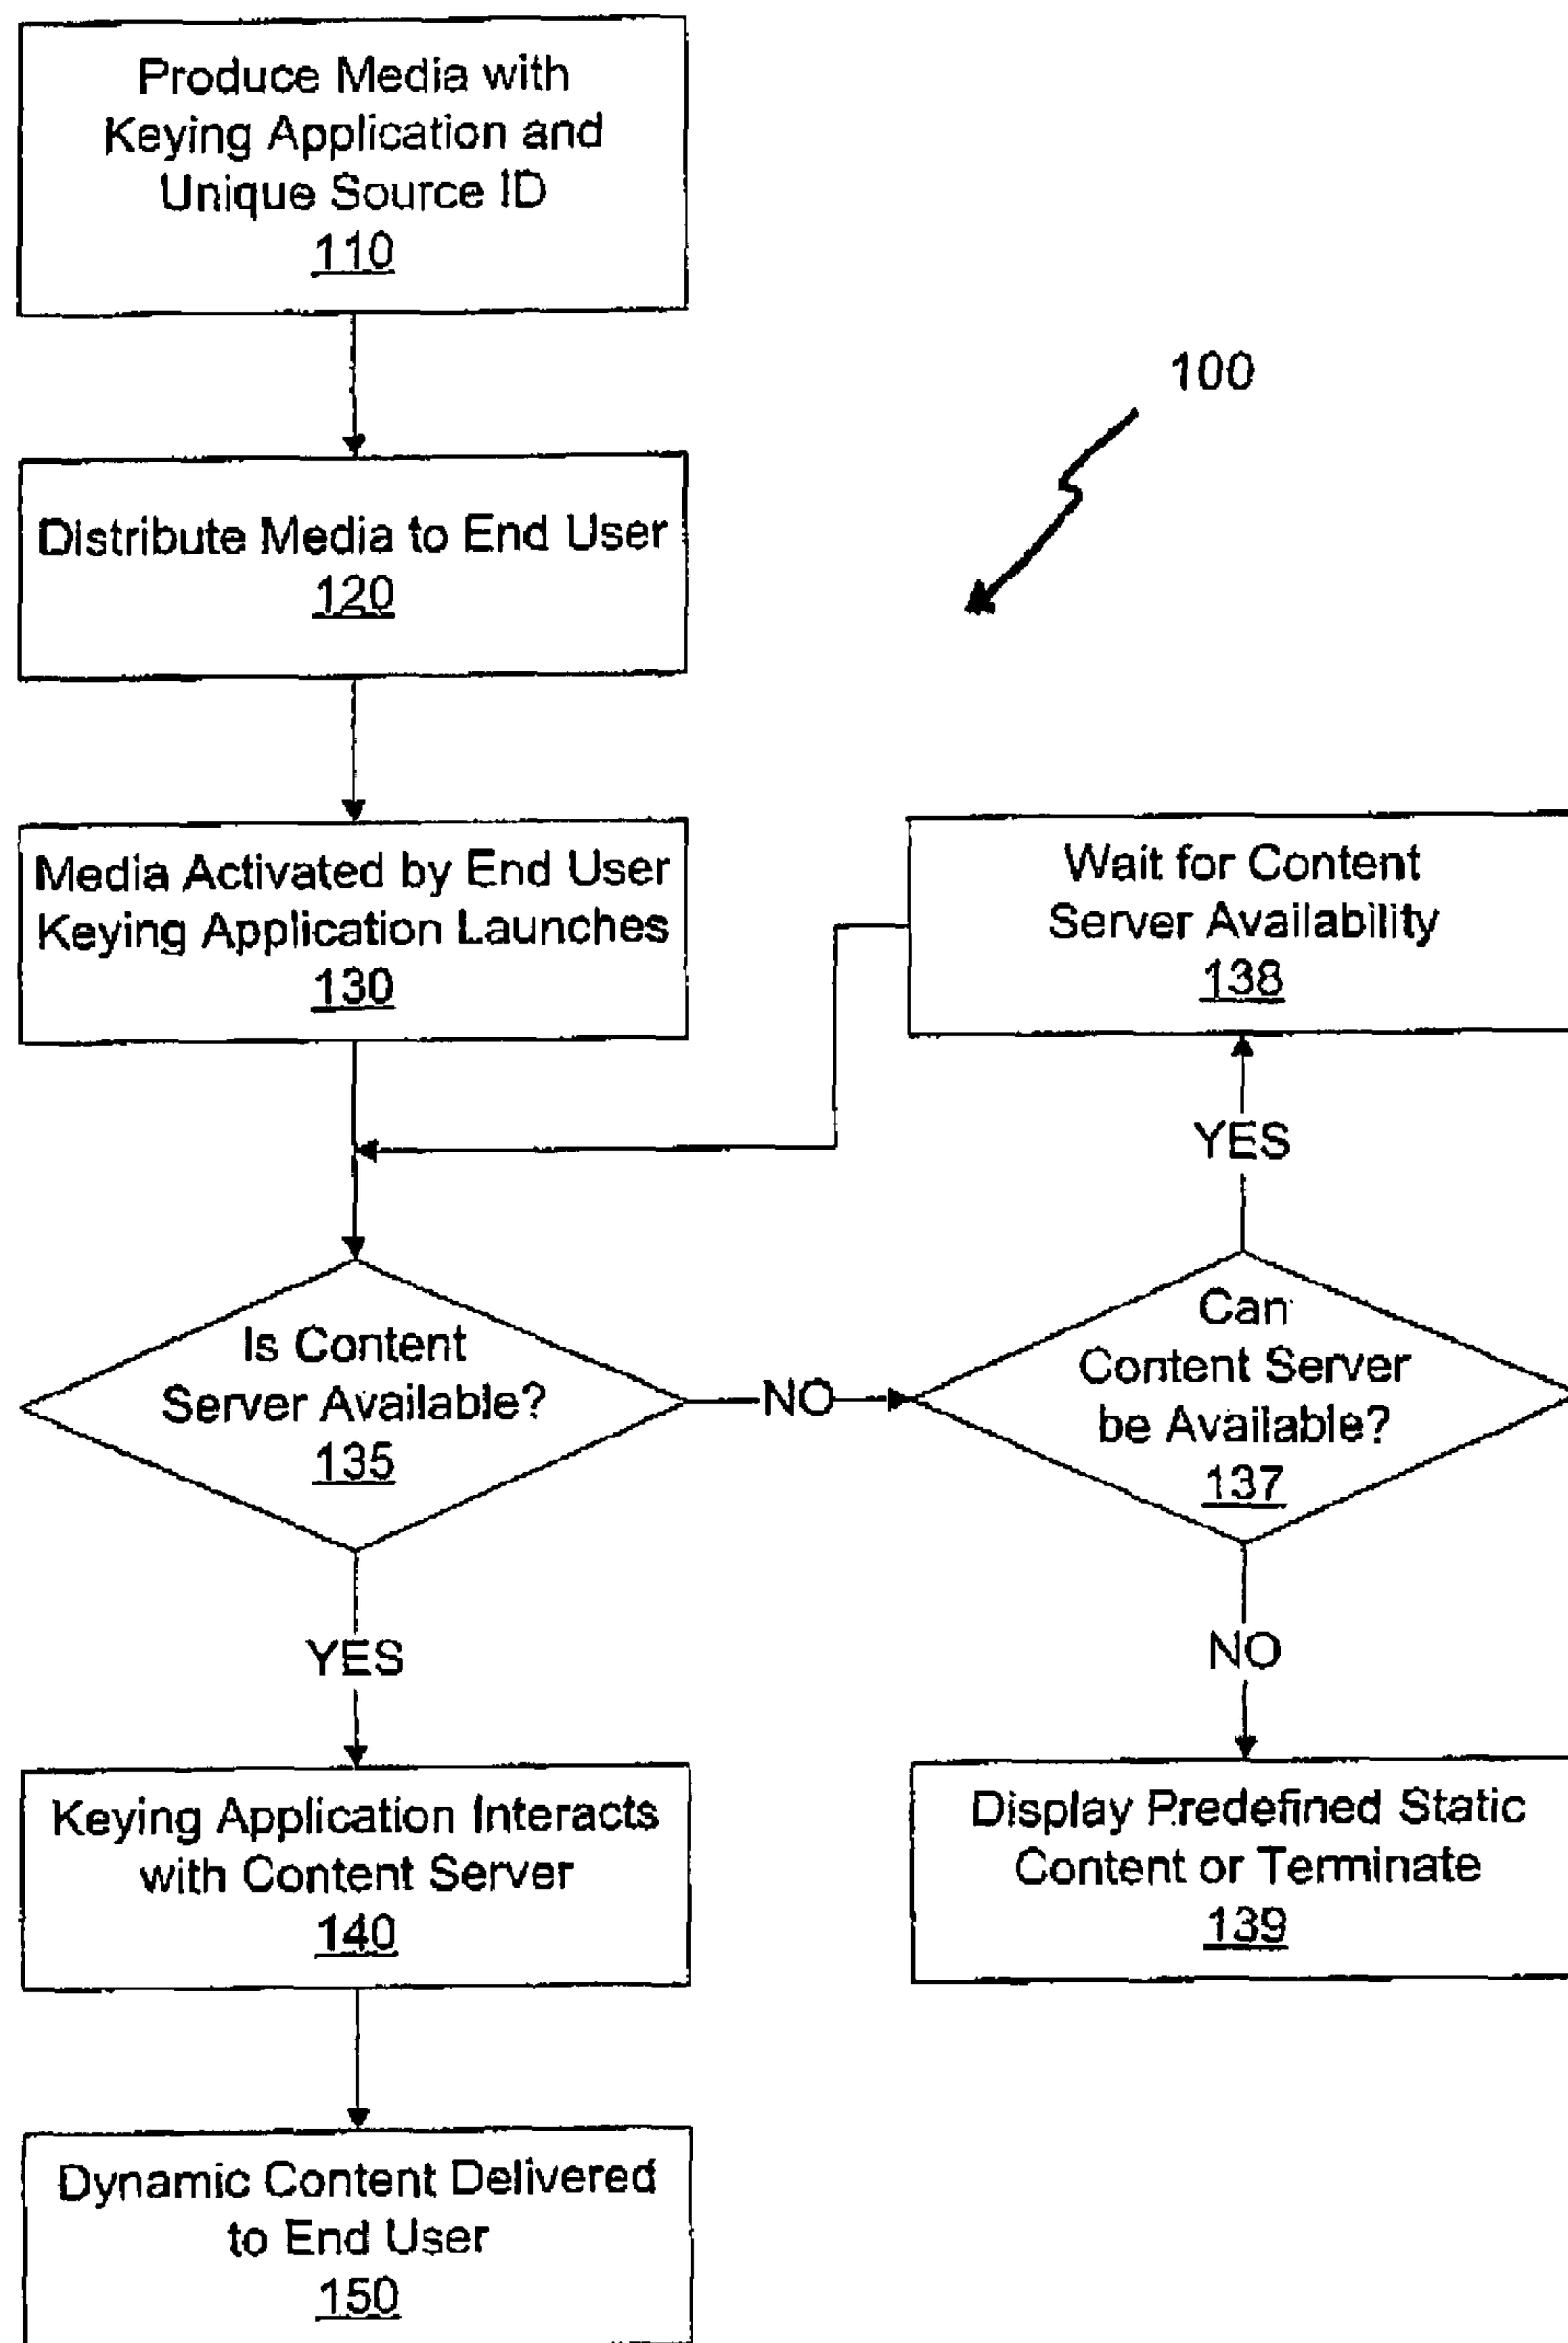 Produce Media with
Keying Application and
Unique Source ID
110
100
Distribute Media to End User
120
Media Activated by End User
Keying Application Launches
130
Wait for Content
Server Availability
138
YES
Is Content
Server Available?
135
NO
Can
Content Server
be Available?
137
YES
NO
Keying Application Interacts
with Content Server
140
Display Predefined Static
Content or Terminate
139
Dynamic Content Delivered
to End User
150